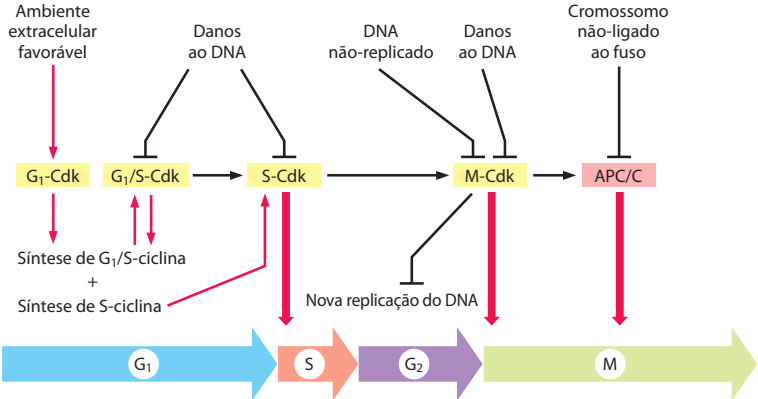 Ambiente
extracelular
favorável
Danos
ao DNA
DNA
não-replicado
Danos
ao DNA
Cromossomo
não-ligado
ao fuso
G₁-Cdk
G₁/S-Cdk
S-Cdk
M-Cdk
APC/C
Síntese de G₁/S-ciclina
+
Síntese de S-ciclina
Nova replicação do DNA
G₁
S
G₂
M